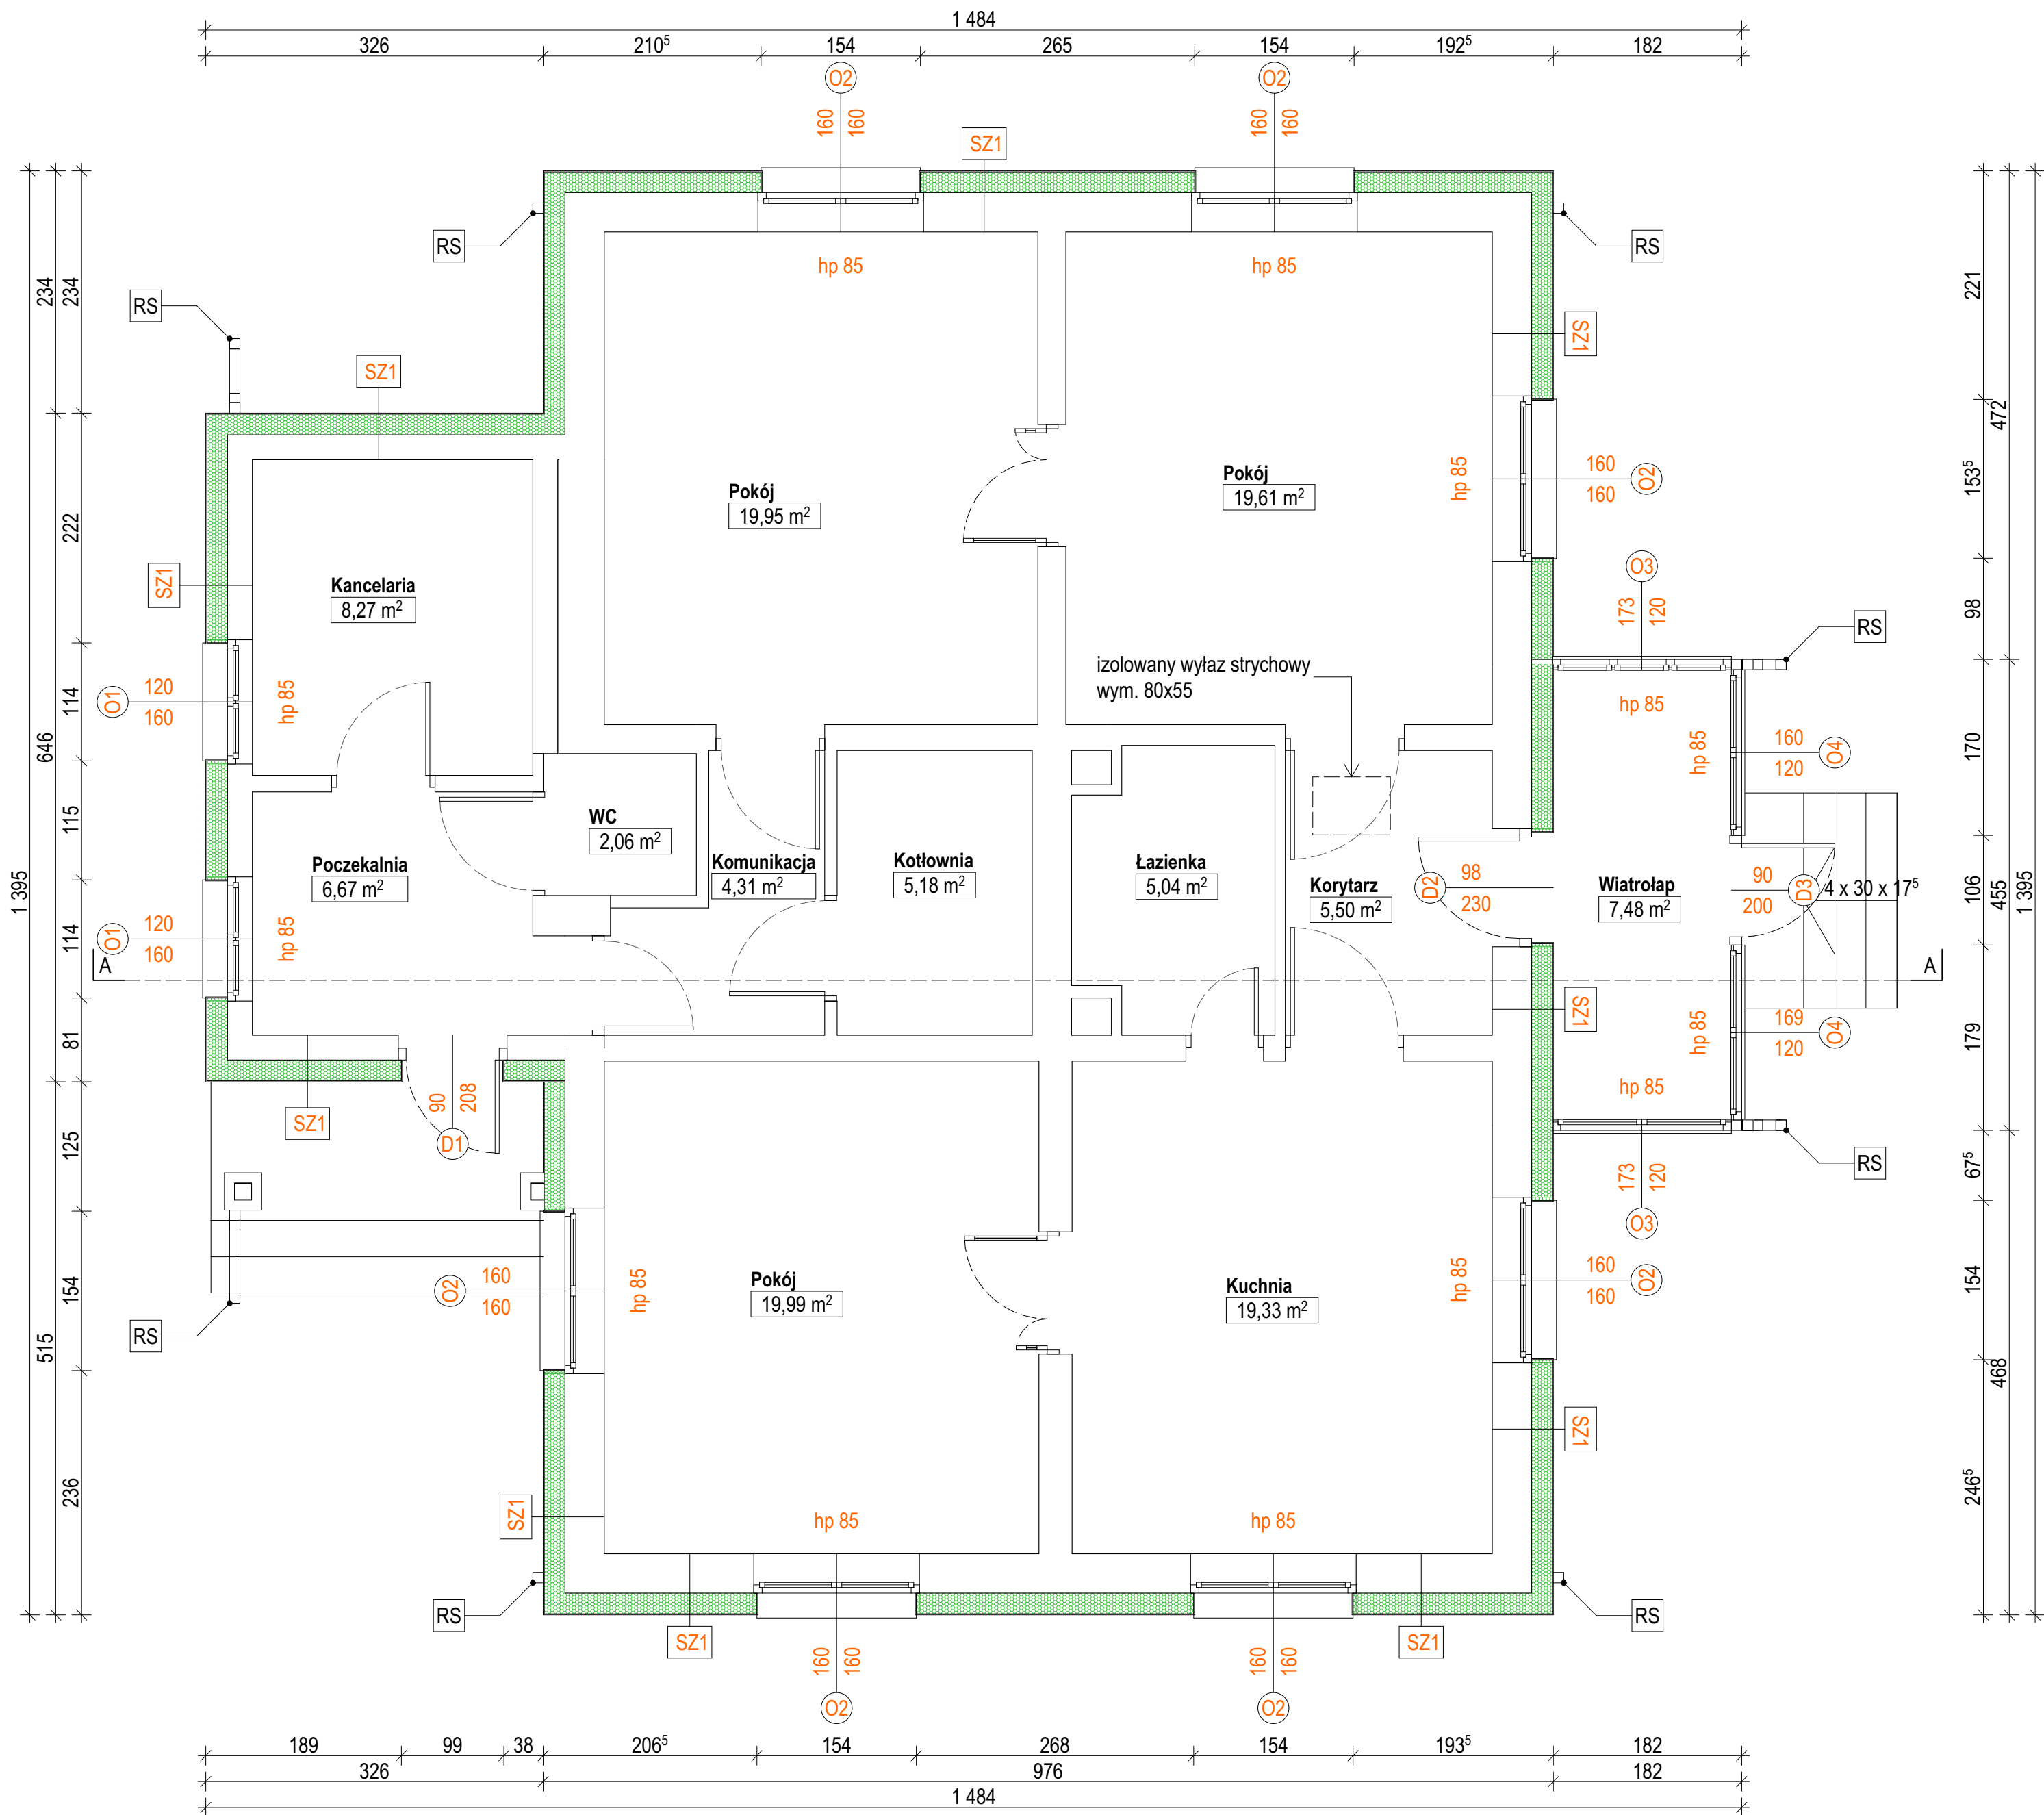 1 484
326
210⁵
154
265
154
192⁵
182
O2
O2
160
160
160
160
SZ1
RS
RS
RS
SZ1
SZ1
SZ1
hp 85
hp 85
Pokój
19,95 m²
Pokój
19,61 m²
hp 85
160
160
O2
O3
173
120
RS
Kancelaria
8,27 m²
izolowany wyłaz strychowy
wym. 80x55
hp 85
O1
120
160
hp 85
hp 85
160
120
O4
WC
2,06 m²
Poczekalnia
6,67 m²
Komunikacja
4,31 m²
Kotłownia
5,18 m²
Łazienka
5,04 m²
Korytarz
5,50 m²
D2
98
230
Wiatrołap
7,48 m²
90
200
D3
4 x 30 x 17⁵
O1
120
160
hp 85
A
A
SZ1
hp 85
169
120
O4
SZ1
90
208
D1
hp 85
RS
173
120
O3
O2
160
160
hp 85
Pokój
19,99 m²
Kuchnia
19,33 m²
hp 85
160
160
O2
RS
SZ1
SZ1
hp 85
hp 85
RS
RS
SZ1
SZ1
160
160
160
160
O2
O2
1 395
234
646
515
234
222
114
115
114
81
125
154
236
221
153⁵
98
170
106
179
67⁵
154
246⁵
472
455
468
1 395
189
99
38
206⁵
154
268
154
193⁵
182
326
976
182
1 484